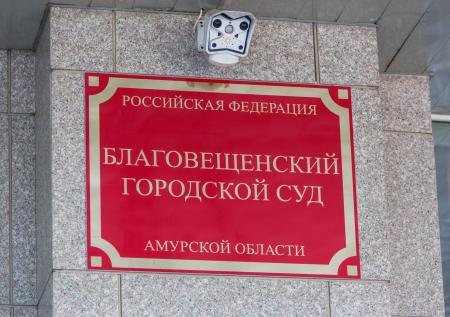 РОССИЙСКАЯ ФЕДЕРАЦИЯ
БЛАГОВЕЩЕНСКИЙ
ГОРОДСКОЙ СУД
АМУРСКОЙ ОБЛАСТИ